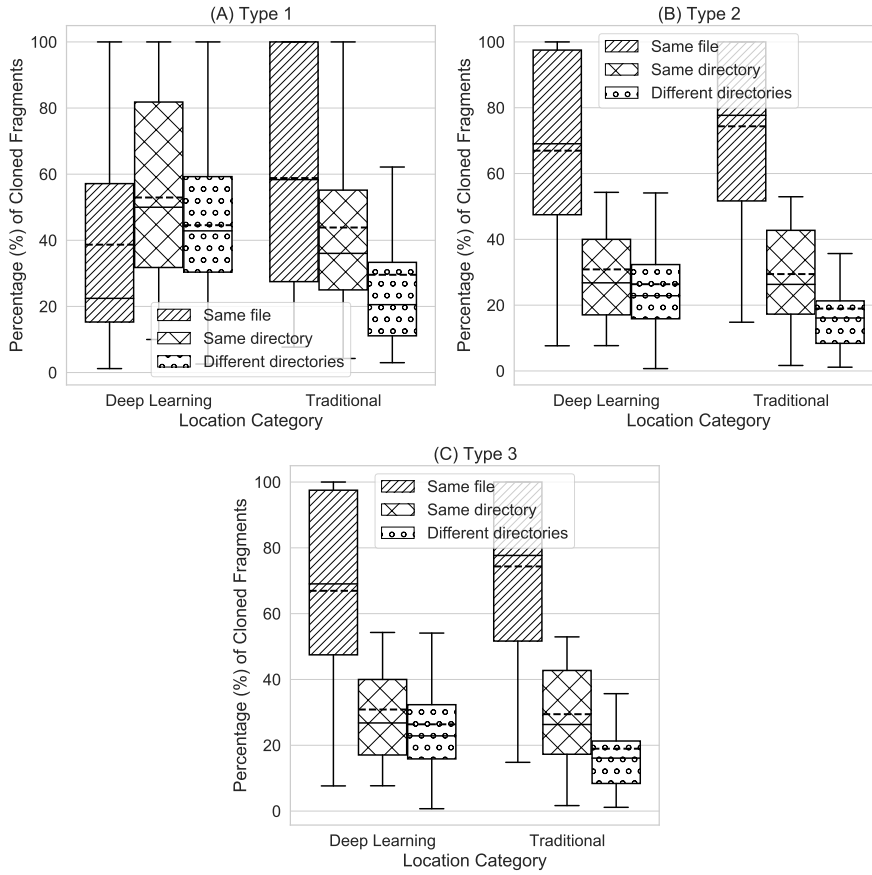 (A) Type 1
Percentage (%) of Cloned Fragments
100
80
60
40
20
0
Same file
Same directory
Different directories
Deep Learning
Traditional
Location Category
(B) Type 2
Percentage (%) of Cloned Fragments
100
80
60
40
20
0
Same file
Same directory
Different directories
Deep Learning
Traditional
Location Category
(C) Type 3
Percentage (%) of Cloned Fragments
100
80
60
40
20
0
Same file
Same directory
Different directories
Deep Learning
Traditional
Location Category